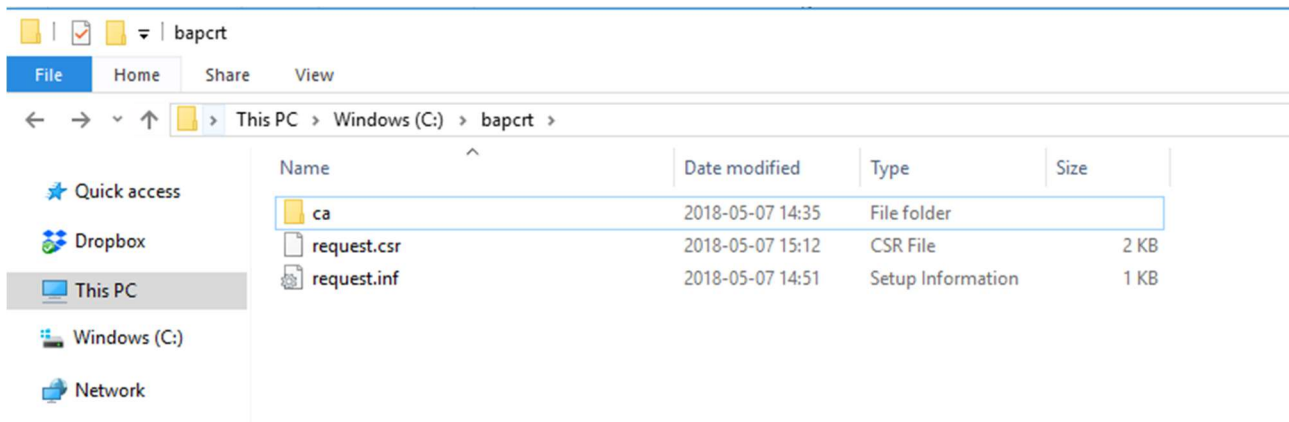 bapcrt
File Home Share View
This PC > Windows (C:) > bapcrt >
Name Date modified Type Size
Quick access
ca 2018-05-07 14:35 File folder
Dropbox
request.csr 2018-05-07 15:12 CSR File 2 KB
request.inf 2018-05-07 14:51 Setup Information 1 KB
This PC
Windows (C:)
Network